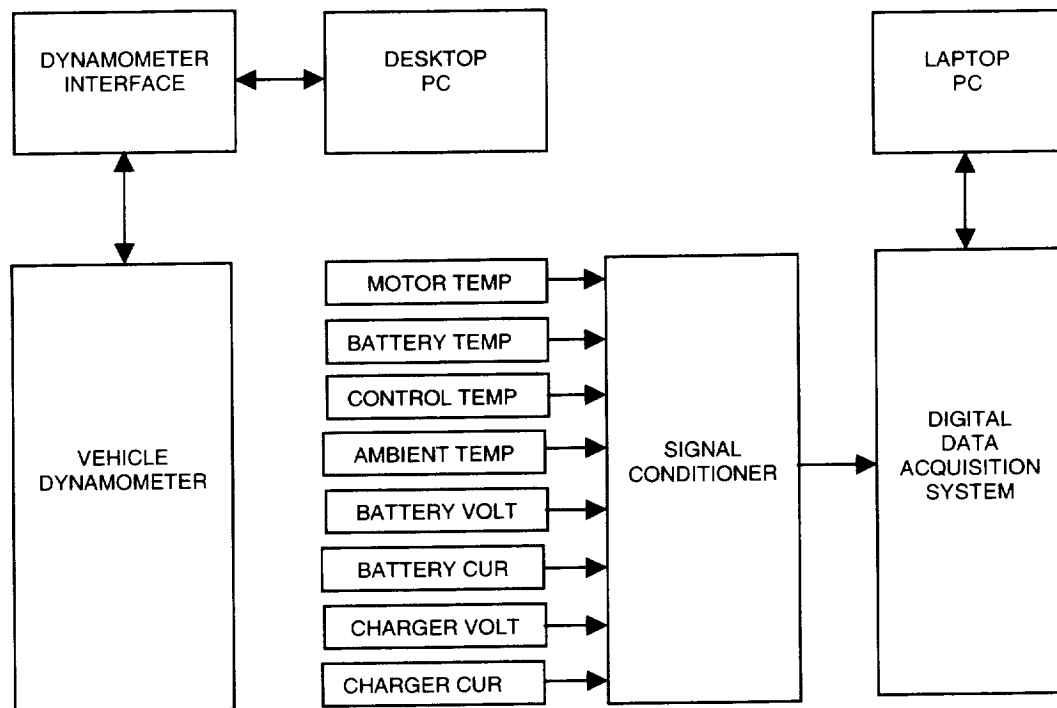 DYNAMOMETER
INTERFACE
DESKTOP
PC
LAPTOP
PC
MOTOR TEMP
BATTERY TEMP
CONTROL TEMP
AMBIENT TEMP
BATTERY VOLT
BATTERY CUR
CHARGER VOLT
CHARGER CUR
VEHICLE
DYNAMOMETER
SIGNAL
CONDITIONER
DIGITAL
DATA
ACQUISITION
SYSTEM